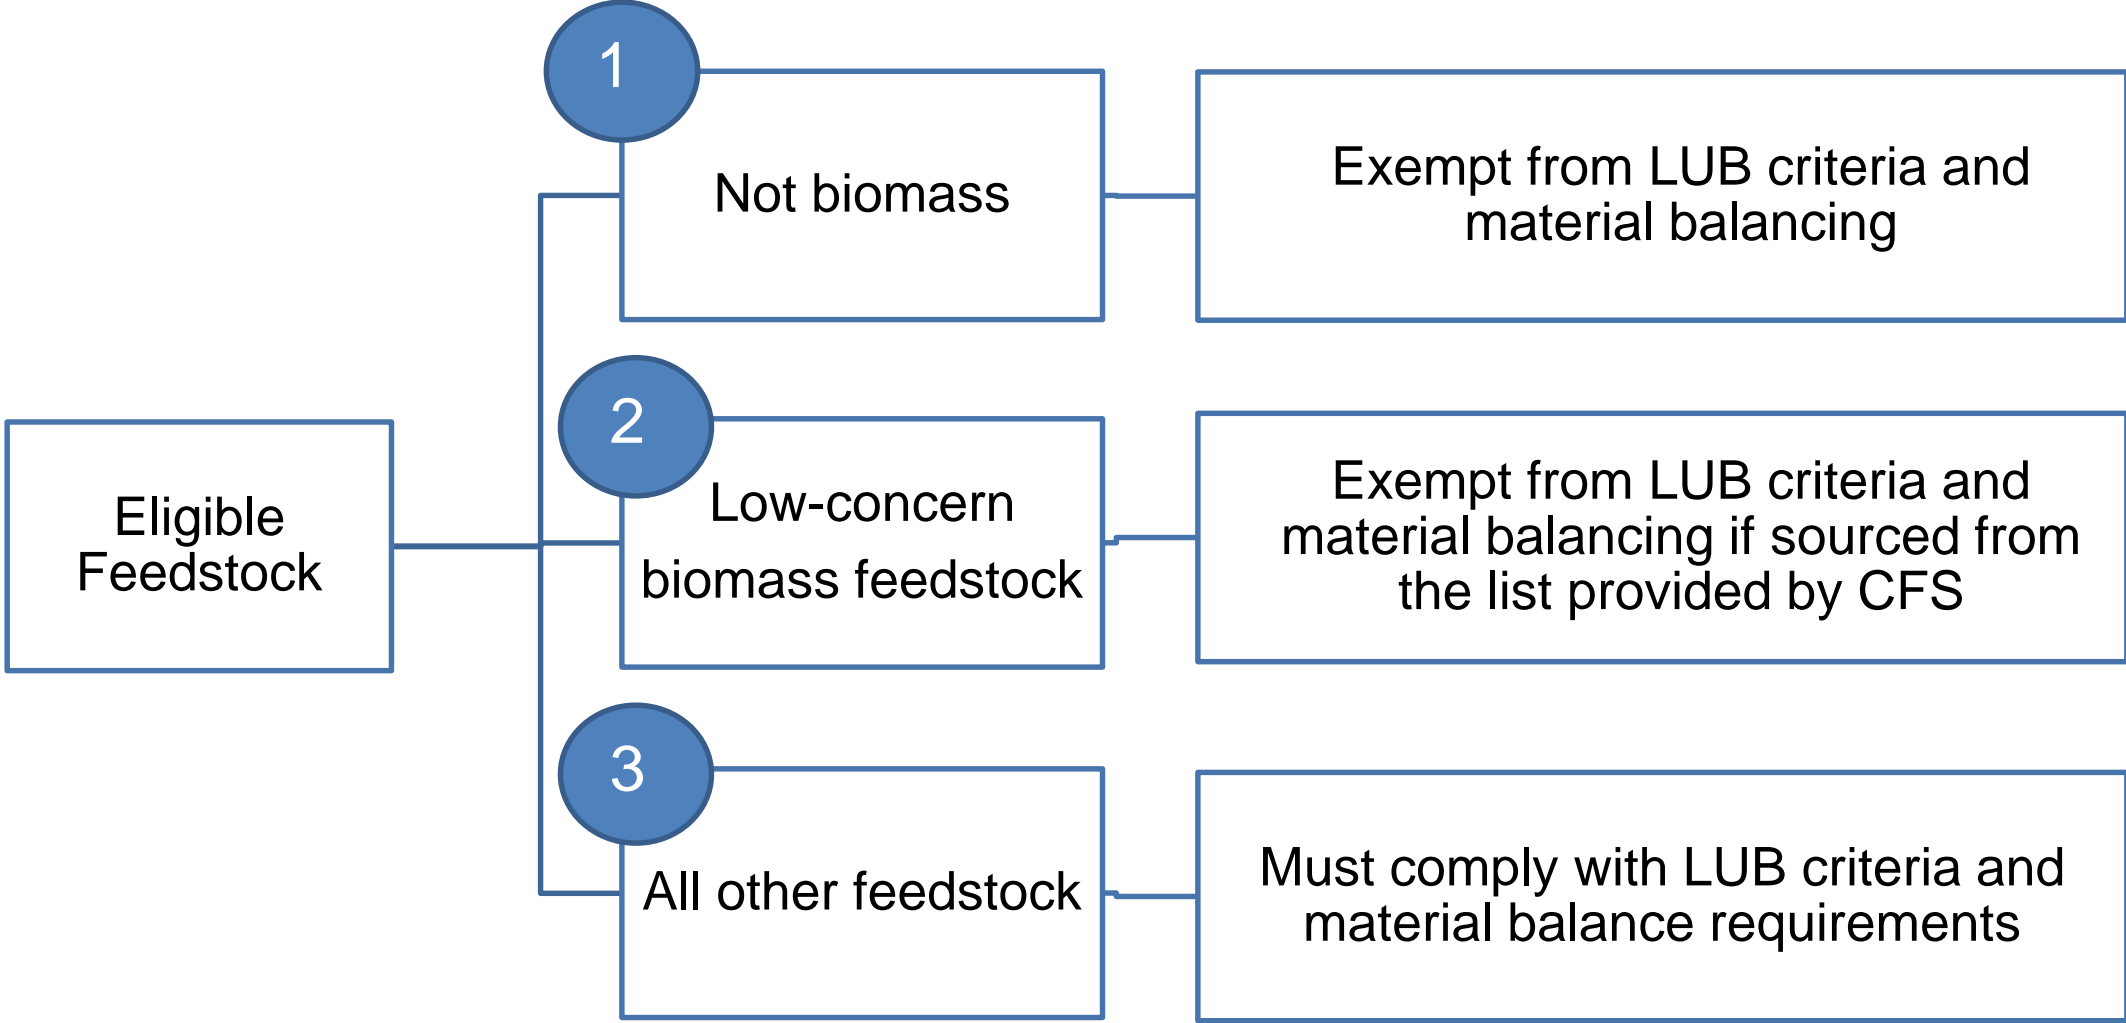 1
Not biomass
Exempt from LUB criteria and
material balancing
Eligible
Feedstock
2
Low-concern
biomass feedstock
Exempt from LUB criteria and
material balancing if sourced from
the list provided by CFS
3
All other feedstock
Must comply with LUB criteria and
material balance requirements